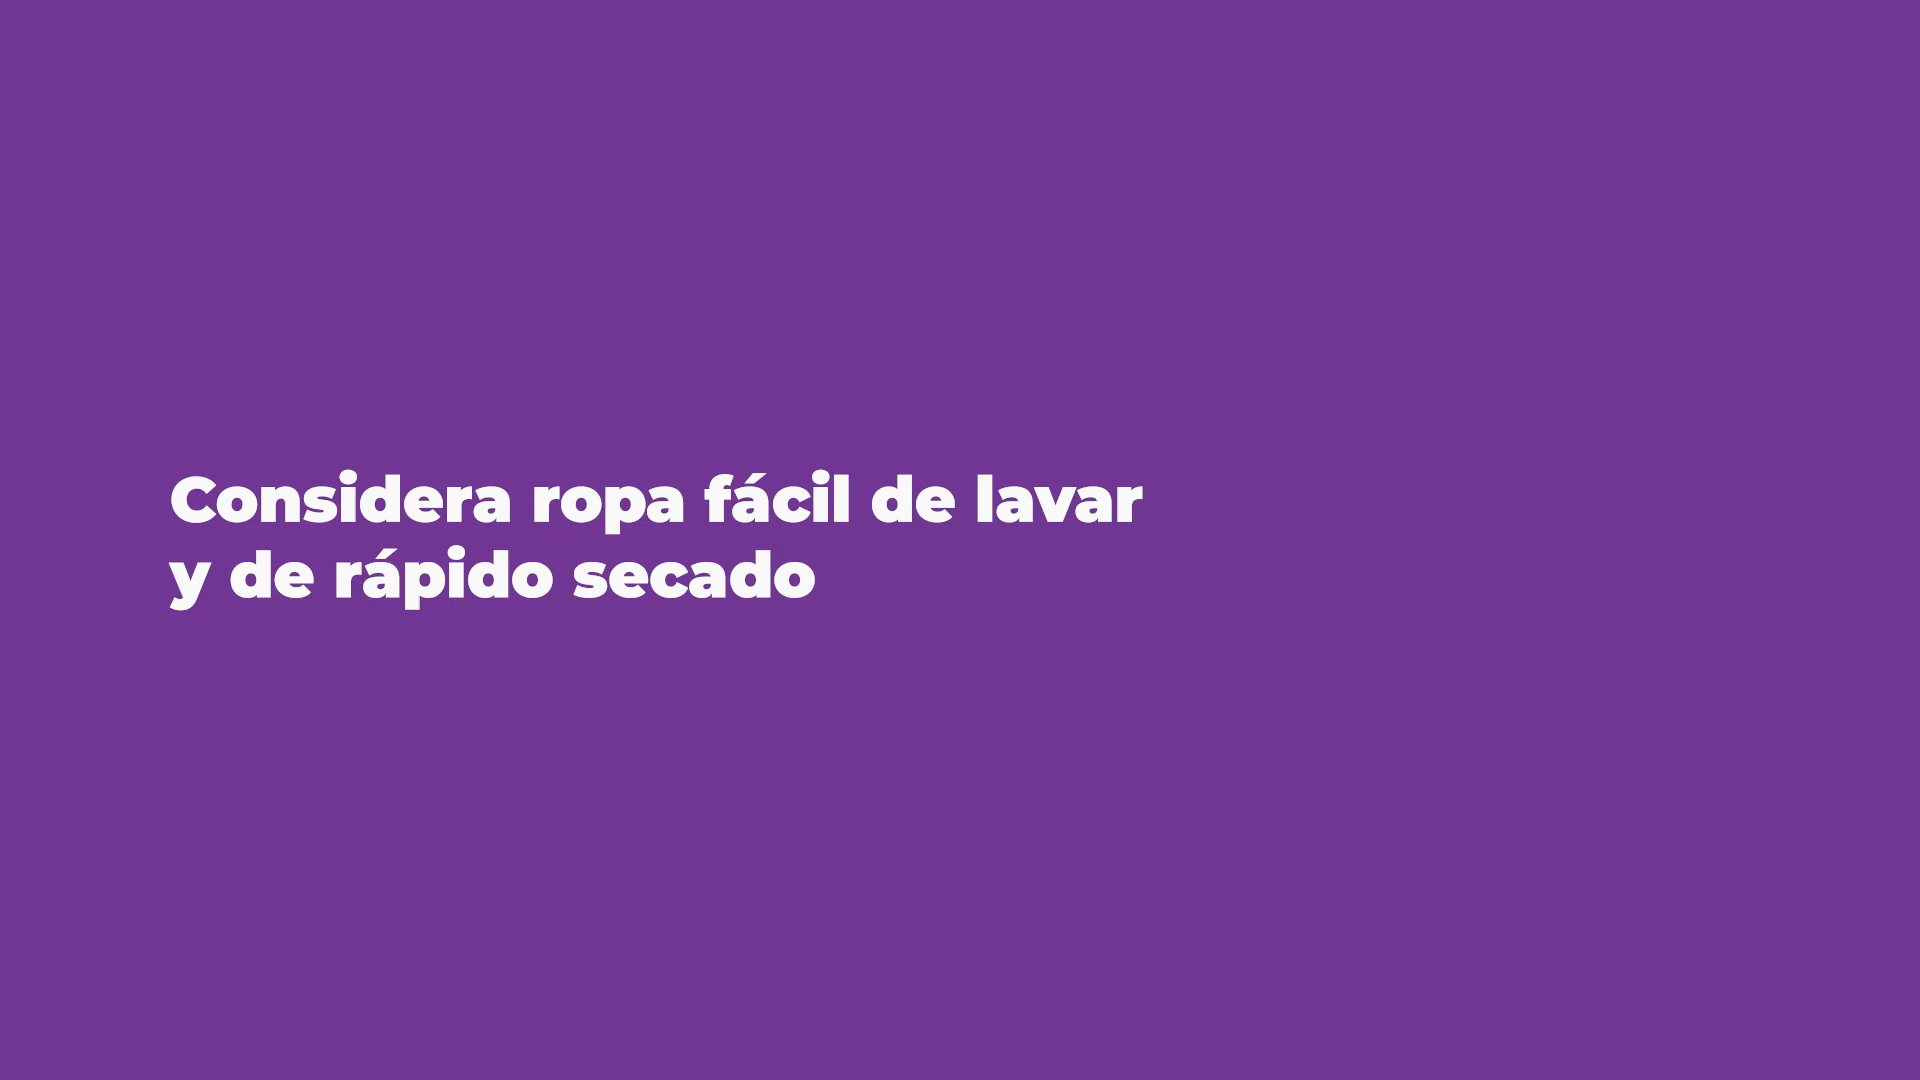 Considera ropa fácil de lavar
y de rápido secado